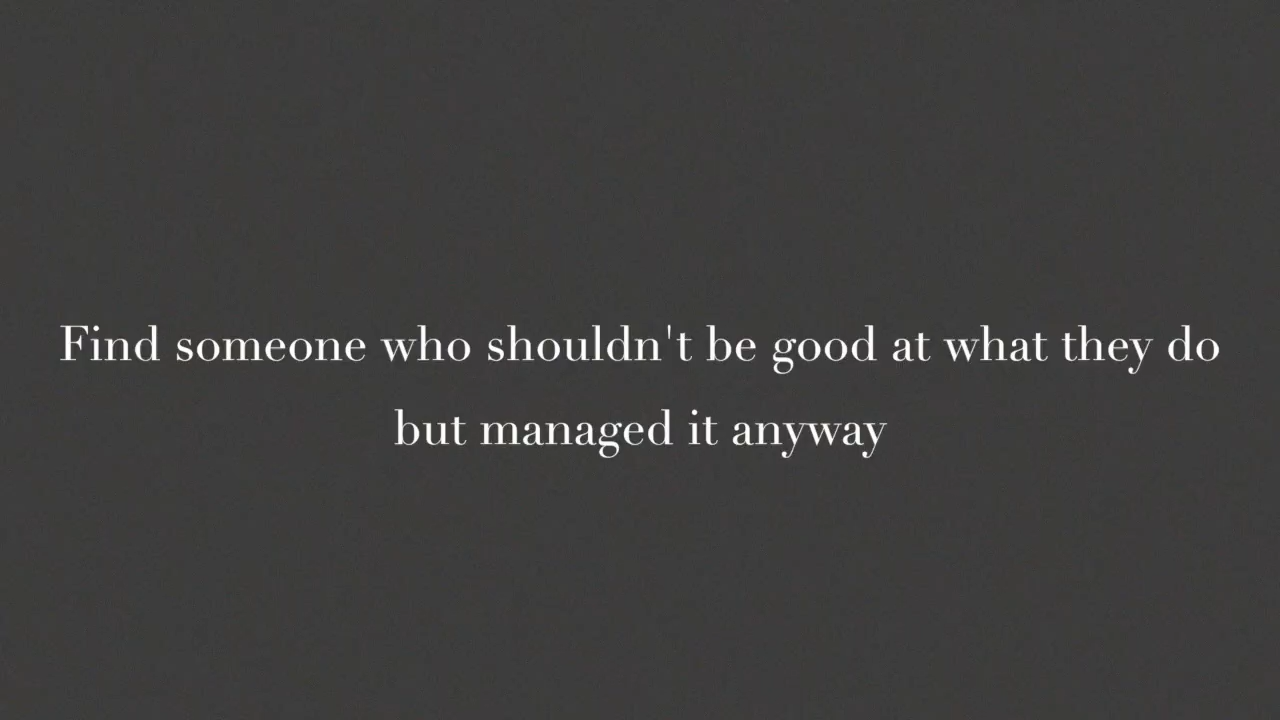 Find someone who shouldn't be good at what they do
but managed it anyway